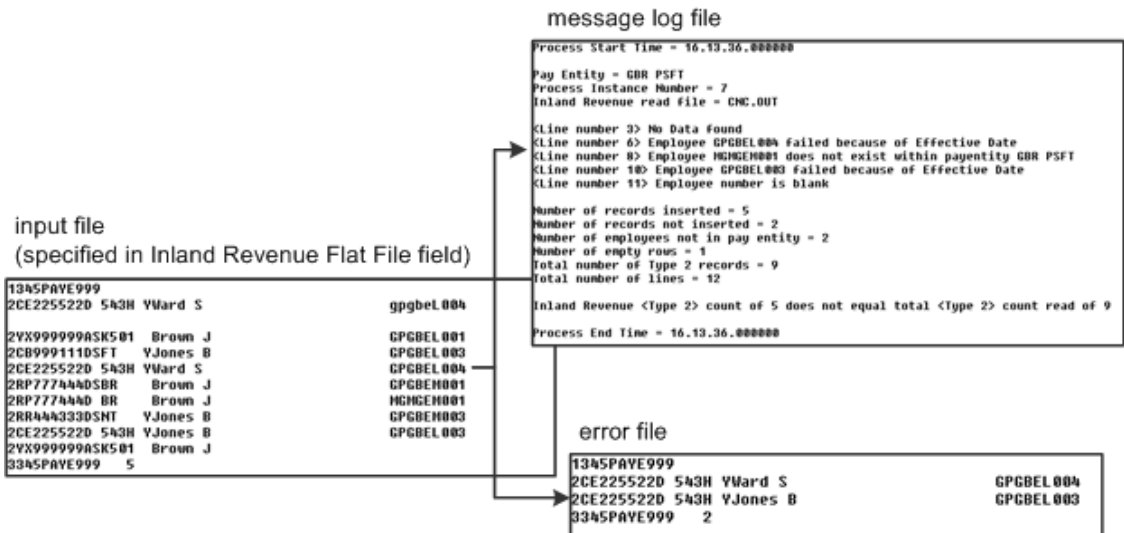 message log file
Process Start Time = 16.13.36.000000
Pay Entity = GBR PSFT
Process Instance Number = 7
Inland Revenue read file = CNC.OUT
<Line number 3> No Data found
<Line number 6> Employee GPGBEL004 failed because of Effective Date
<Line number 8> Employee MGMGEM001 does not exist within payentity GBR PSFT
<Line number 10> Employee GPGBEL003 failed because of Effective Date
<Line number 11> Employee number is blank
Number of records inserted = 5
Number of records not inserted = 2
Number of employees not in pay entity = 2
Number of empty rows = 1
Total number of Type 2 records = 9
Total number of lines = 12
Inland Revenue <Type 2> count of 5 does not equal total <Type 2> count read of 9
Process End Time = 16.13.36.000000
input file
(specified in Inland Revenue Flat File field)
1345PAYE999
2CE225522D 543H YWard S gpgbeL004
2YX999999ASK501 Brown J GPGBEL001
2CB999111DSFT YJones B GPGBEL003
2CE225522D 543H YWard S GPGBEL004
2RP777444DSBR Brown J GPGBEM001
2RP777444D BR Brown J MGMGEM001
2RR444333DSNT YJones B GPGBEM003
2CE225522D 543H YJones B GPGBEL003
2YX999999ASK501 Brown J
3345PAYE999 5
error file
1345PAYE999
2CE225522D 543H YWard S GPGBEL004
2CE225522D 543H YJones B GPGBEL003
3345PAYE999 2